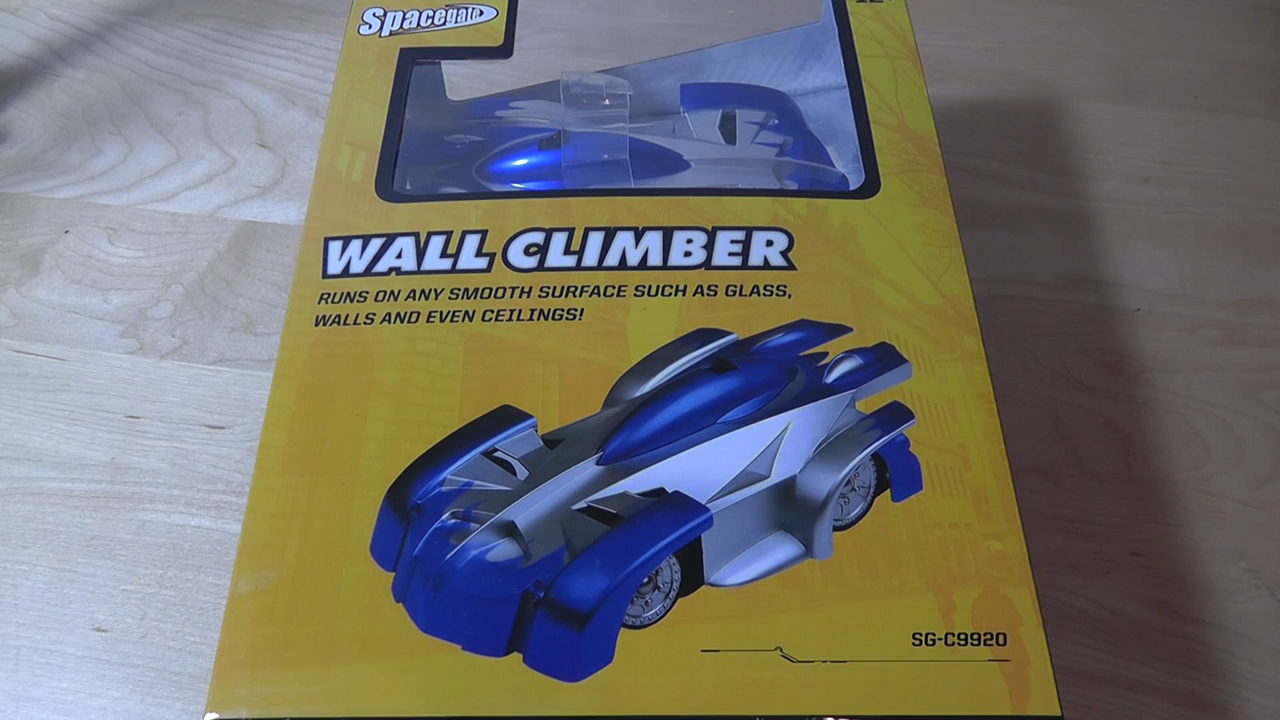 Spacegate
WALL CLIMBER
RUNS ON ANY SMOOTH SURFACE SUCH AS GLASS,
WALLS AND EVEN CEILINGS!
SG-C9920